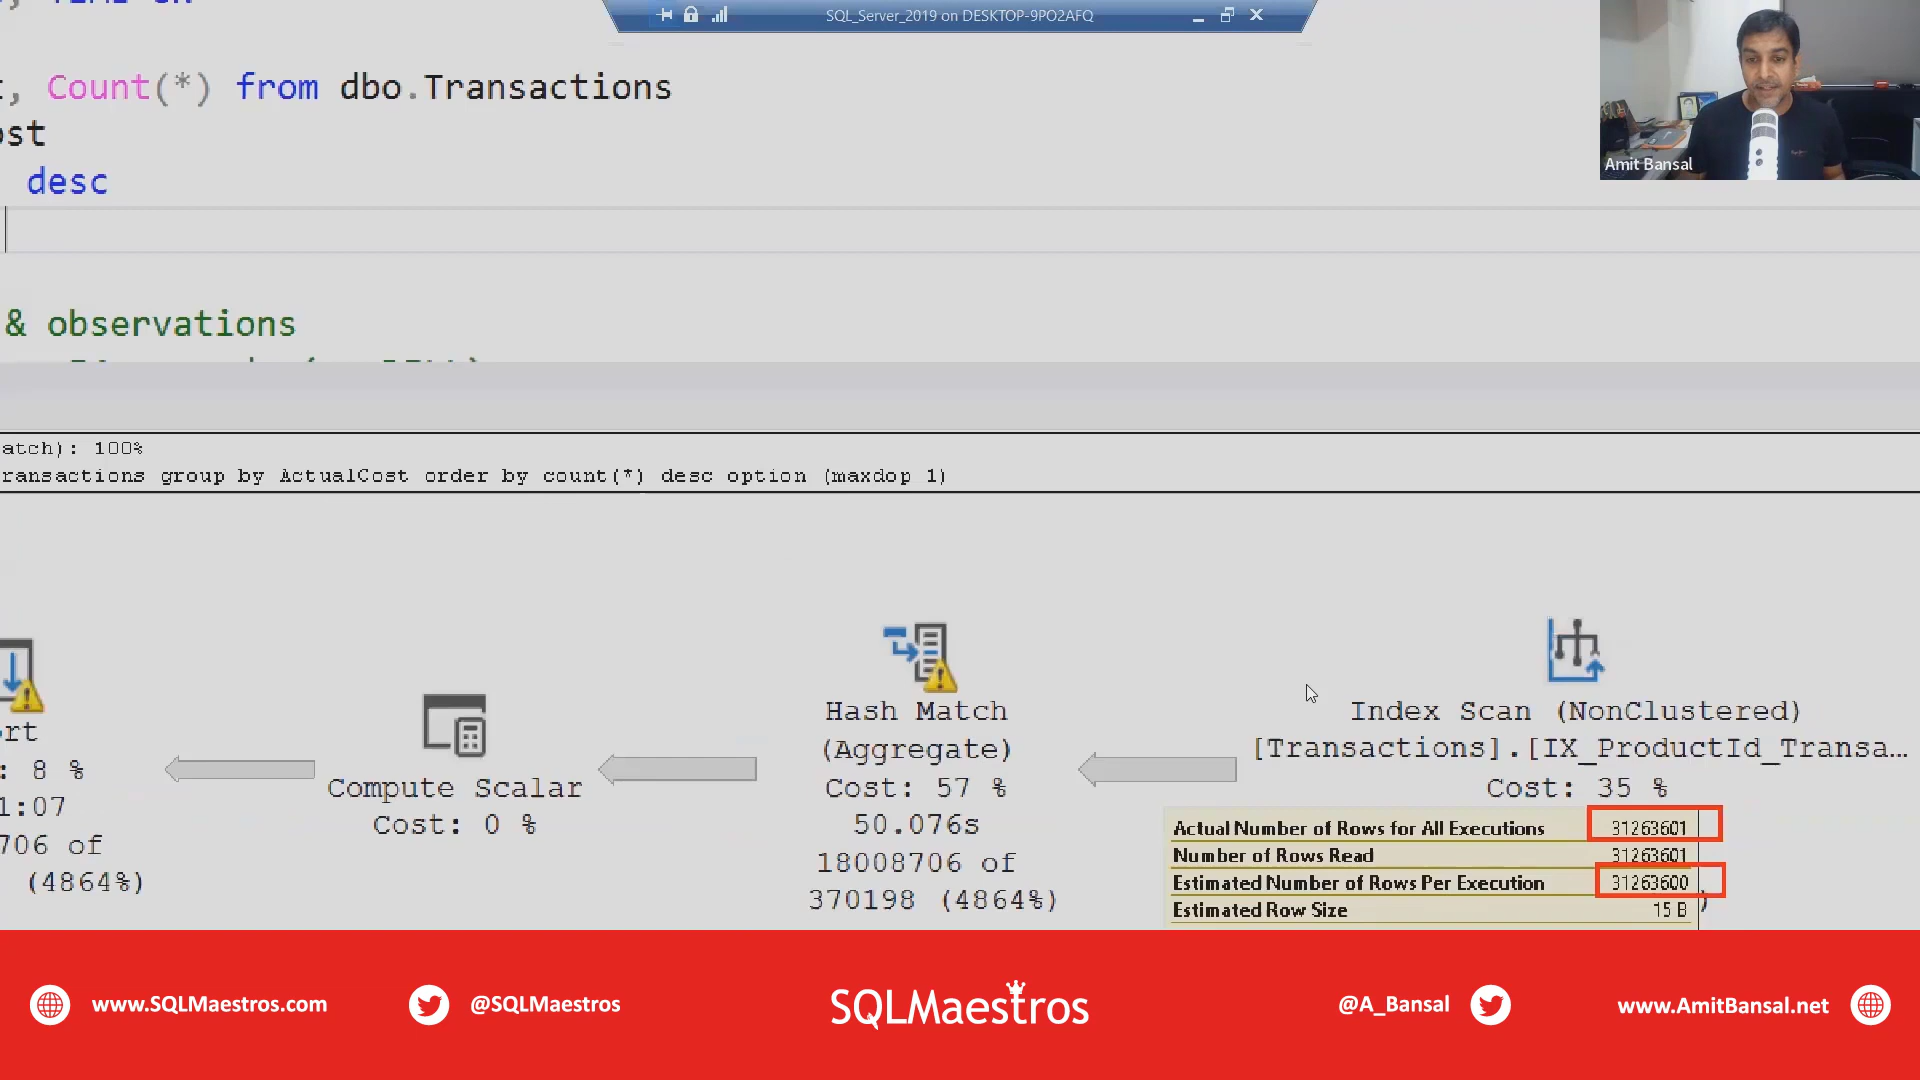 SQL_Server_2019 on DESKTOP-9PO2AFQ
, Count(*) from dbo.Transactions
ost
desc
Amit Bansal
& observations
atch): 100%
ransactions group by ActualCost order by count(*) desc option (maxdop 1)
rt
: 8 %
1:07
706 of
(4864%)
Compute Scalar
Cost: 0 %
Hash Match
(Aggregate)
Cost: 57 %
50.076s
18008706 of
370198 (4864%)
Index Scan (NonClustered)
[Transactions].[IX_ProductId_Transa…
Cost: 35 %
Actual Number of Rows for All Executions 31263601
Number of Rows Read 31263601
Estimated Number of Rows Per Execution 31263600
Estimated Row Size 15 B
www.SQLMaestros.com
@SQLMaestros
SQLMaestros
@A_Bansal
www.AmitBansal.net